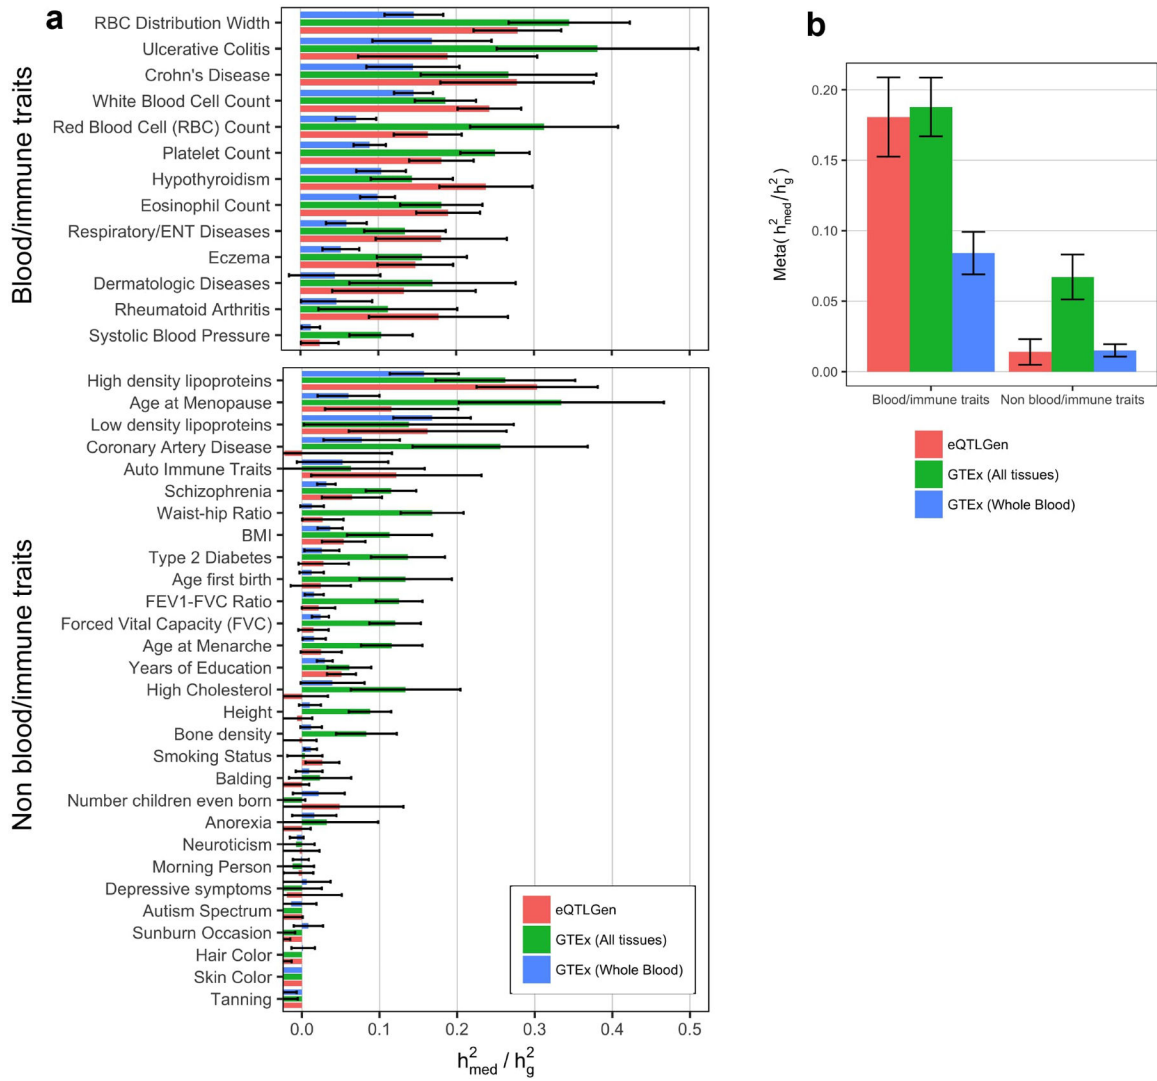 a
Blood/immune traits
RBC Distribution Width
Ulcerative Colitis
Crohn's Disease
White Blood Cell Count
Red Blood Cell (RBC) Count
Platelet Count
Hypothyroidism
Eosinophil Count
Respiratory/ENT Diseases
Eczema
Dermatologic Diseases
Rheumatoid Arthritis
Systolic Blood Pressure
Non blood/immune traits
High density lipoproteins
Age at Menopause
Low density lipoproteins
Coronary Artery Disease
Auto Immune Traits
Schizophrenia
Waist-hip Ratio
BMI
Type 2 Diabetes
Age first birth
FEV1-FVC Ratio
Forced Vital Capacity (FVC)
Age at Menarche
Years of Education
High Cholesterol
Height
Bone density
Smoking Status
Balding
Number children even born
Anorexia
Neuroticism
Morning Person
Depressive symptoms
Autism Spectrum
Sunburn Occasion
Hair Color
Skin Color
Tanning
eQTLGen
GTEx (All tissues)
GTEx (Whole Blood)
0.0 0.1 0.2 0.3 0.4 0.5
h²med / h²g
b
Meta( h²med / h²g )
0.20
0.15
0.10
0.05
0.00
Blood/immune traits Non blood/immune traits
eQTLGen
GTEx (All tissues)
GTEx (Whole Blood)